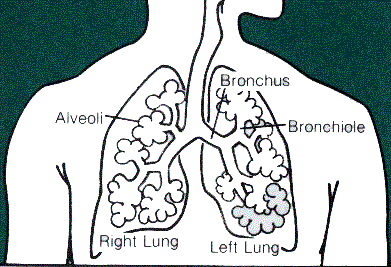 Bronchus
Alveoli
Bronchiole
Right Lung
Left Lung